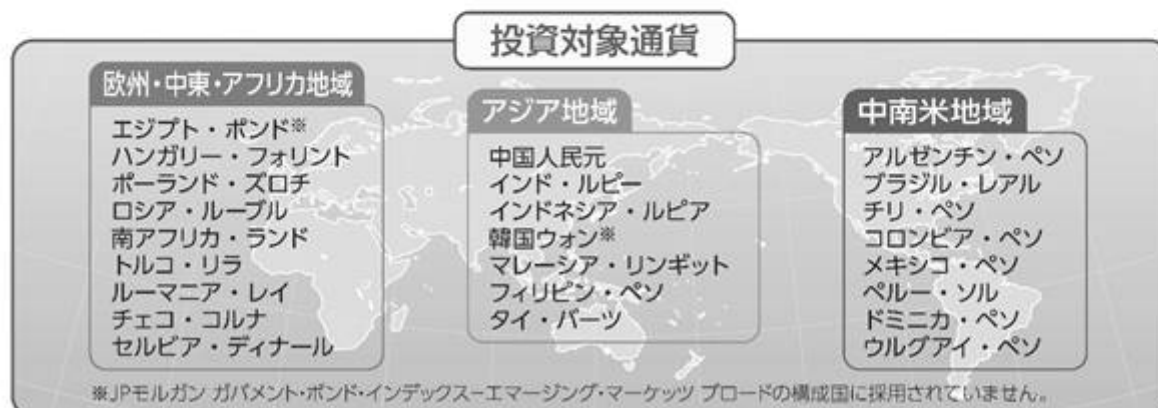 投資対象通貨
欧州・中東・アフリカ地域
エジプト・ポンド※
ハンガリー・フォリント
ポーランド・ズロチ
ロシア・ルーブル
南アフリカ・ランド
トルコ・リラ
ルーマニア・レイ
チェコ・コルナ
セルビア・ディナール
アジア地域
中国人民元
インド・ルピー
インドネシア・ルピア
韓国ウォン※
マレーシア・リンギット
フィリピン・ペソ
タイ・バーツ
中南米地域
アルゼンチン・ペソ
ブラジル・レアル
チリ・ペソ
コロンビア・ペソ
メキシコ・ペソ
ペルー・ソル
ドミニカ・ペソ
ウルグアイ・ペソ
※JPモルガン ガバメント・ボンド・インデックス－エマージング・マーケッツ ブロードの構成国に採用されていません。